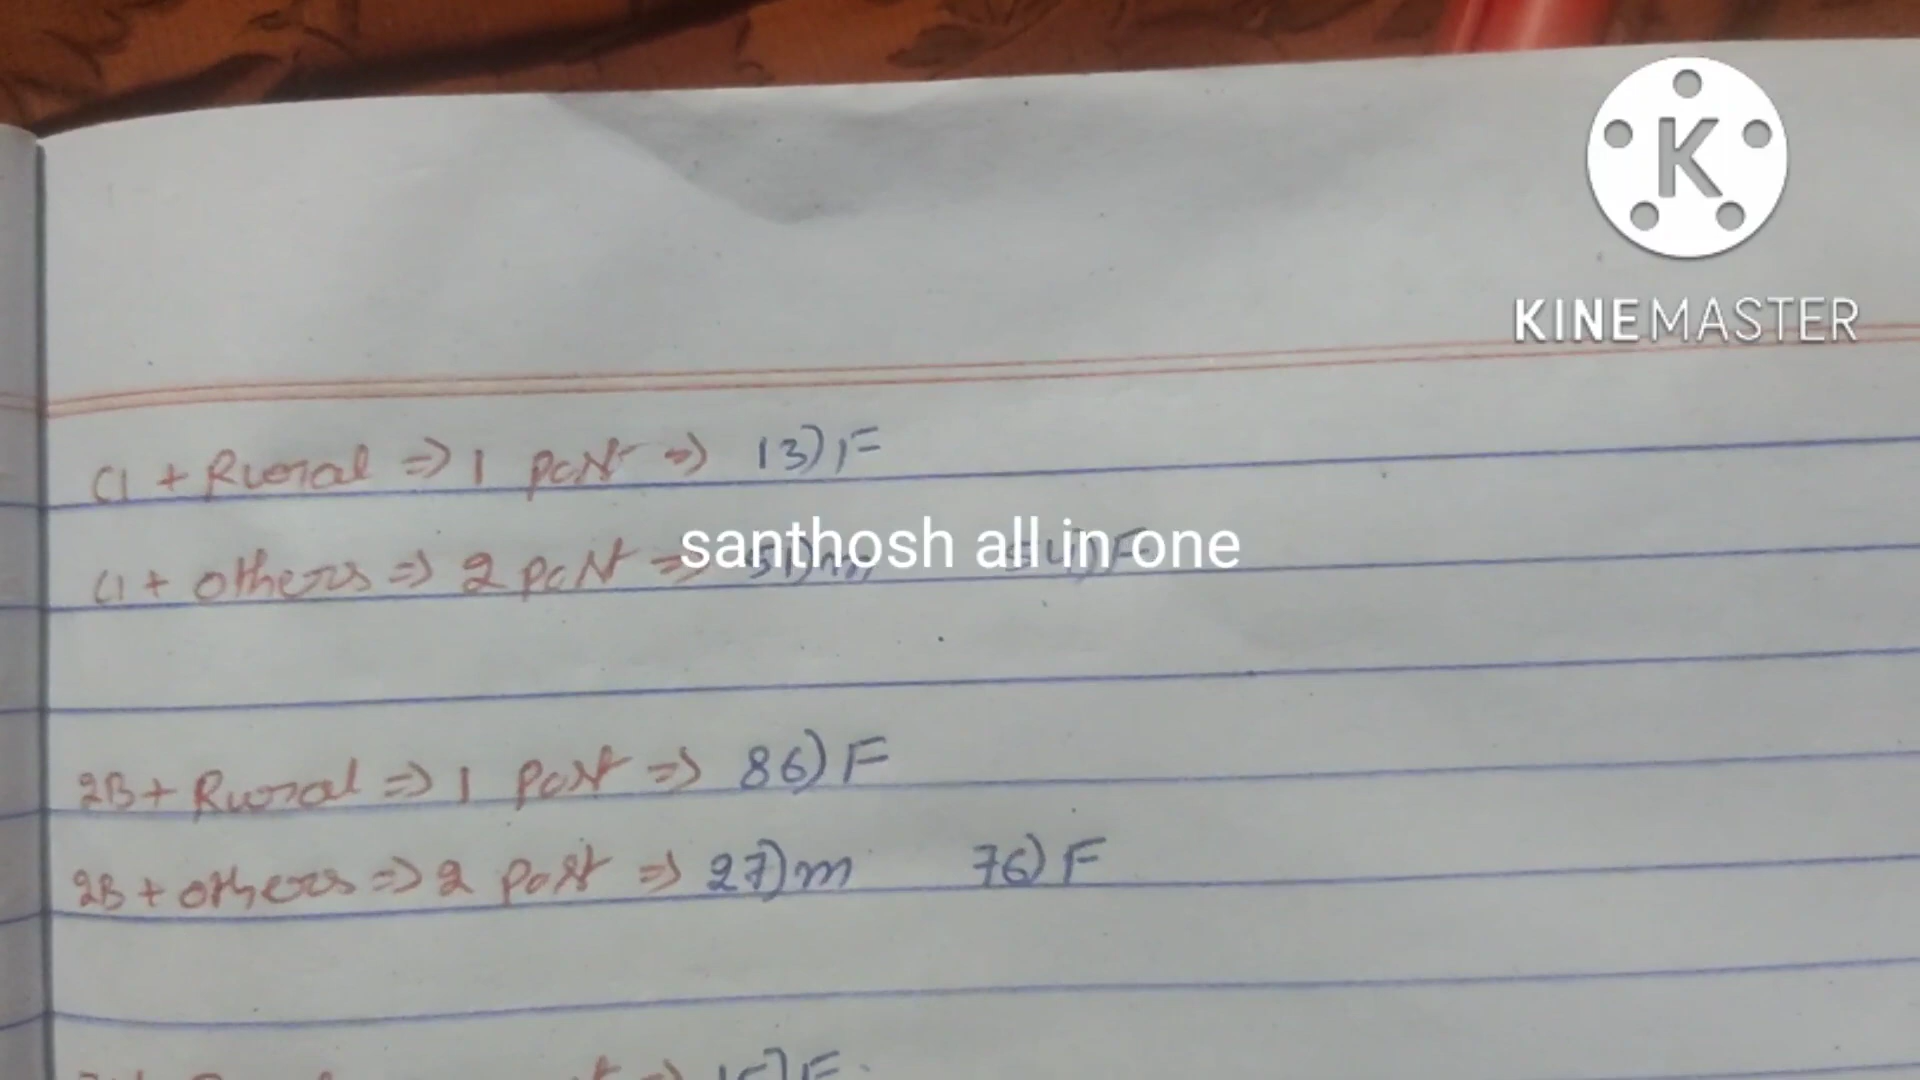 K
KINEMASTER
C1 + Rural => 1 post => 13) F
santhosh all in one
C1 + others => 2 post => 51) m
2B + Rural => 1 post => 86) F
2B + others => 2 post => 27) m 76) F